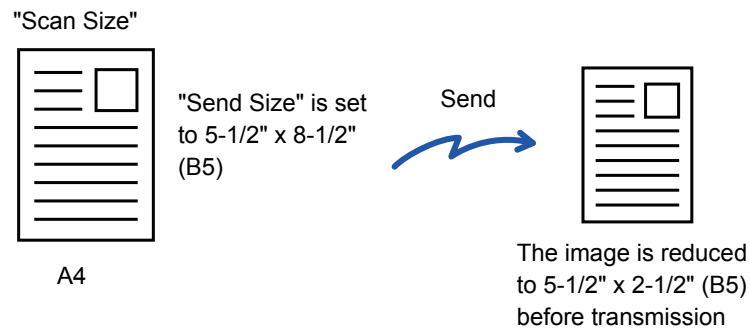 "Scan Size"
"Send Size" is set
to 5-1/2" x 8-1/2"
(B5)
A4
Send
The image is reduced
to 5-1/2" x 2-1/2" (B5)
before transmission